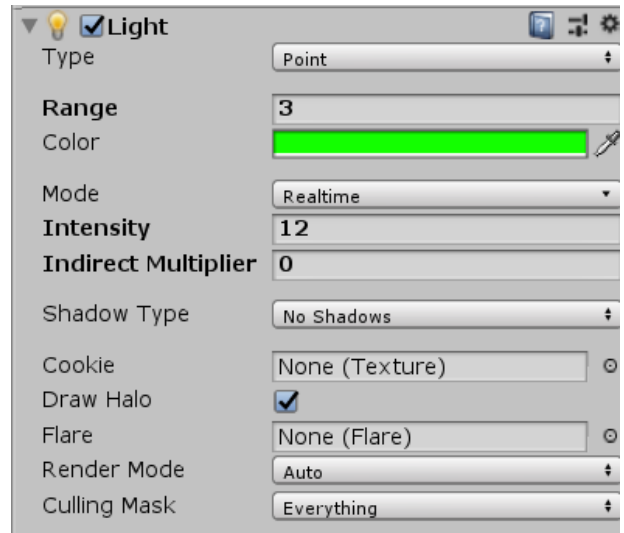 Light
Type Point
Range 3
Color
Mode Realtime
Intensity 12
Indirect Multiplier 0
Shadow Type No Shadows
Cookie None (Texture)
Draw Halo
Flare None (Flare)
Render Mode Auto
Culling Mask Everything